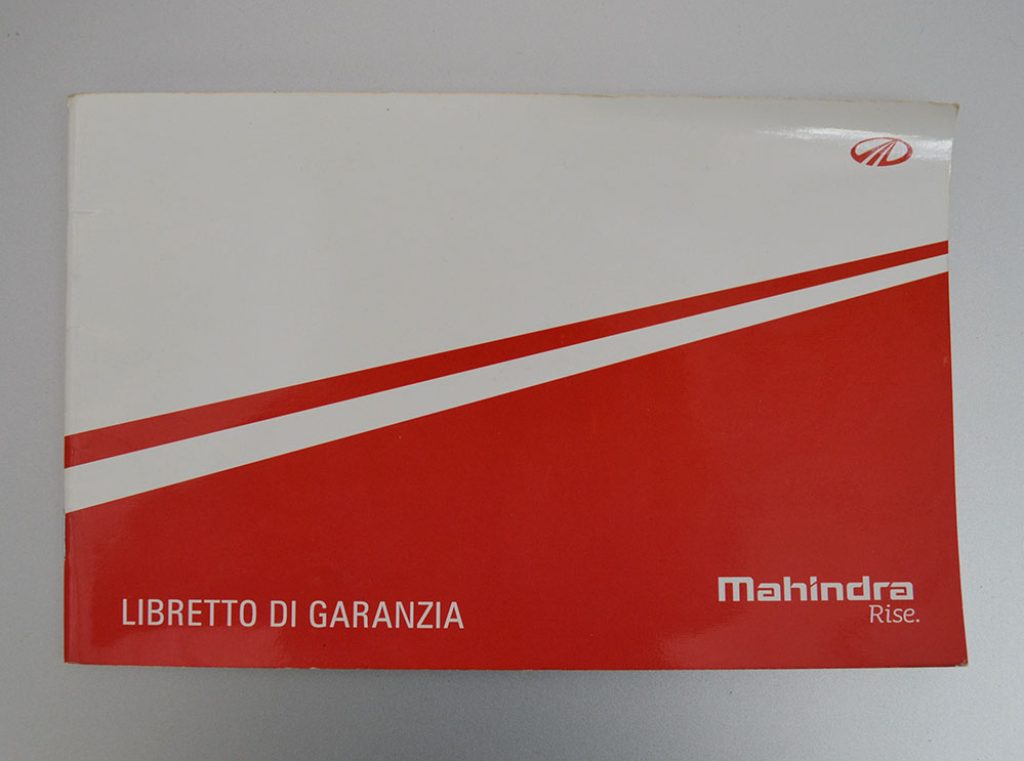 LIBRETTO DI GARANZIA
Mahindra
Rise.